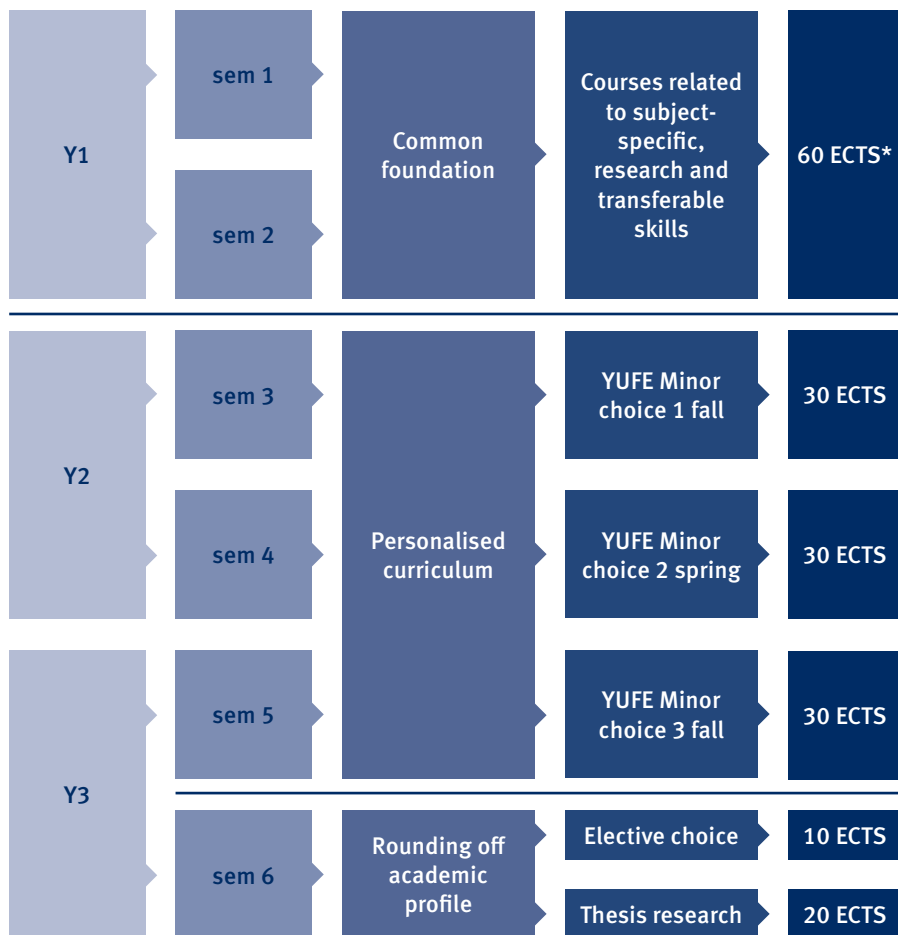 Y1
sem 1
sem 2
Common
foundation
Courses related
to subject-
specific,
research and
transferable
skills
60 ECTS*
Y2
sem 3
sem 4
Personalised
curriculum
YUFE Minor
choice 1 fall
30 ECTS
YUFE Minor
choice 2 spring
30 ECTS
Y3
sem 5
YUFE Minor
choice 3 fall
30 ECTS
sem 6
Rounding off
academic
profile
Elective choice
10 ECTS
Thesis research
20 ECTS